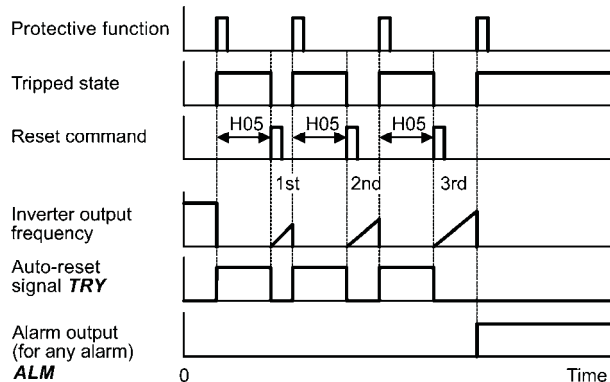 Protective function
Tripped state
H05 H05 H05
Reset command
1st 2nd 3rd
Inverter output
frequency
Auto-reset
signal TRY
Alarm output
(for any alarm)
ALM
0 Time